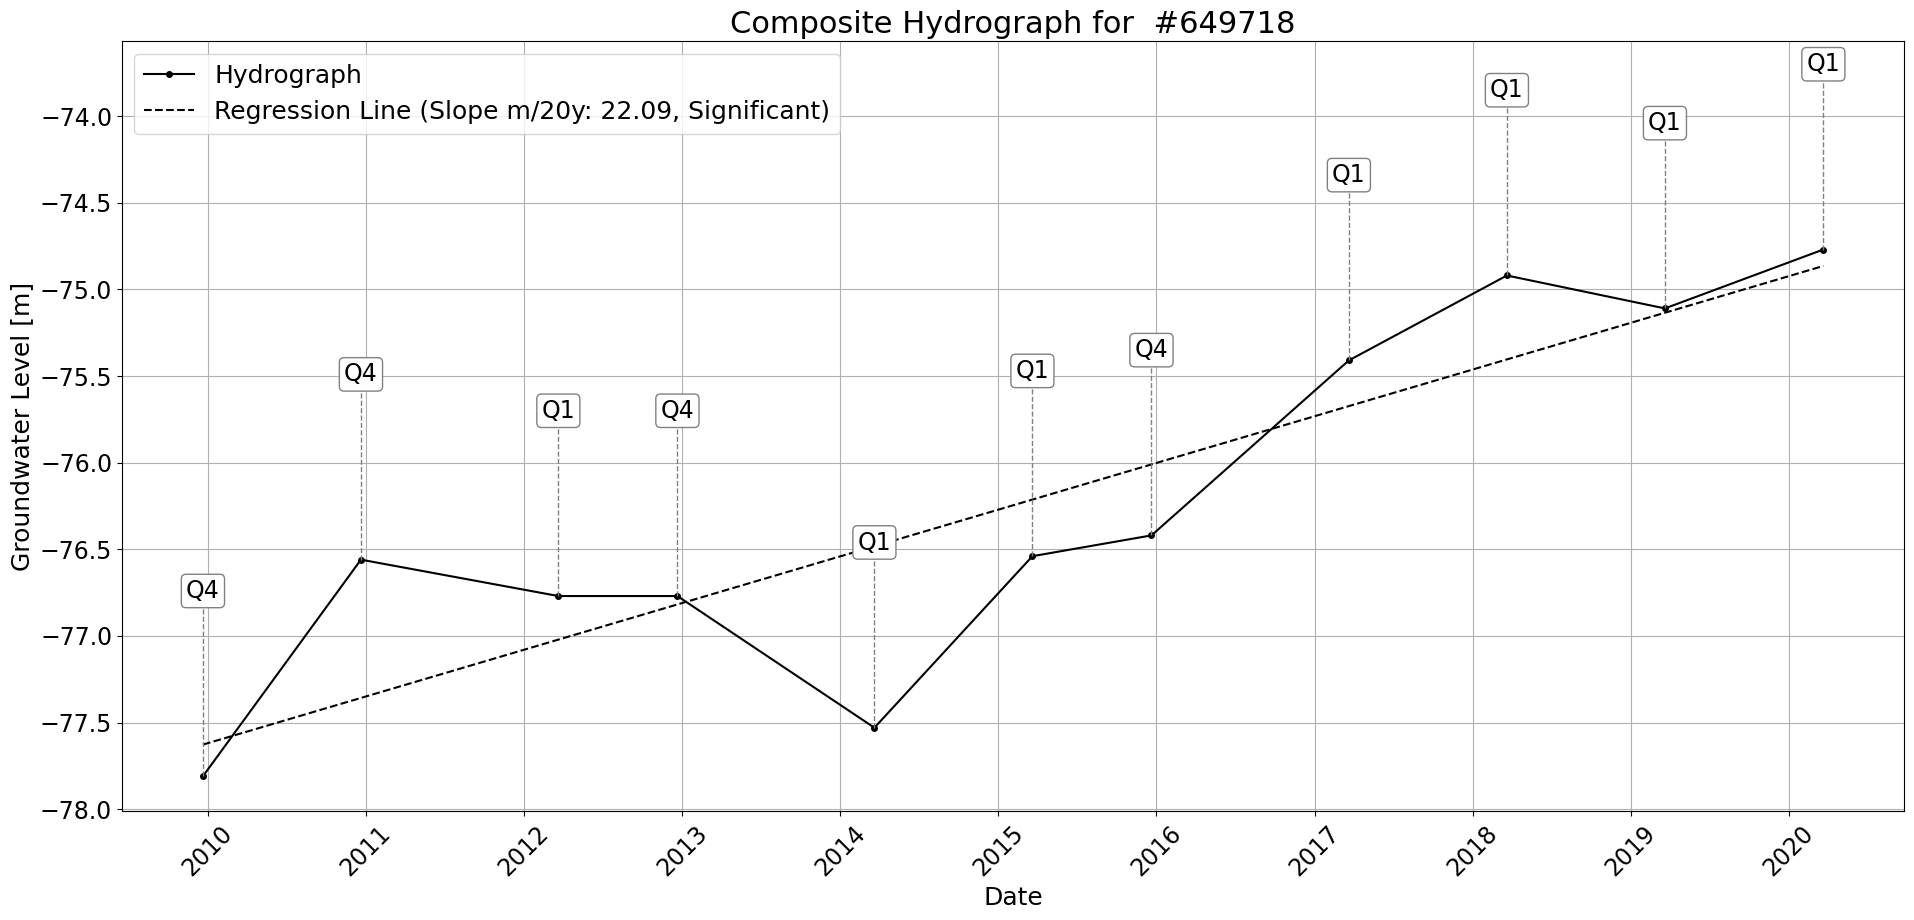 Composite Hydrograph for  #649718
Hydrograph
Regression Line (Slope m/20y: 22.09, Significant)
Groundwater Level [m]
−74.0
−74.5
−75.0
−75.5
−76.0
−76.5
−77.0
−77.5
−78.0
Q4
Q4
Q1
Q4
Q1
Q1
Q4
Q1
Q1
Q1
Q1
2010
2011
2012
2013
2014
2015
2016
2017
2018
2019
2020
Date